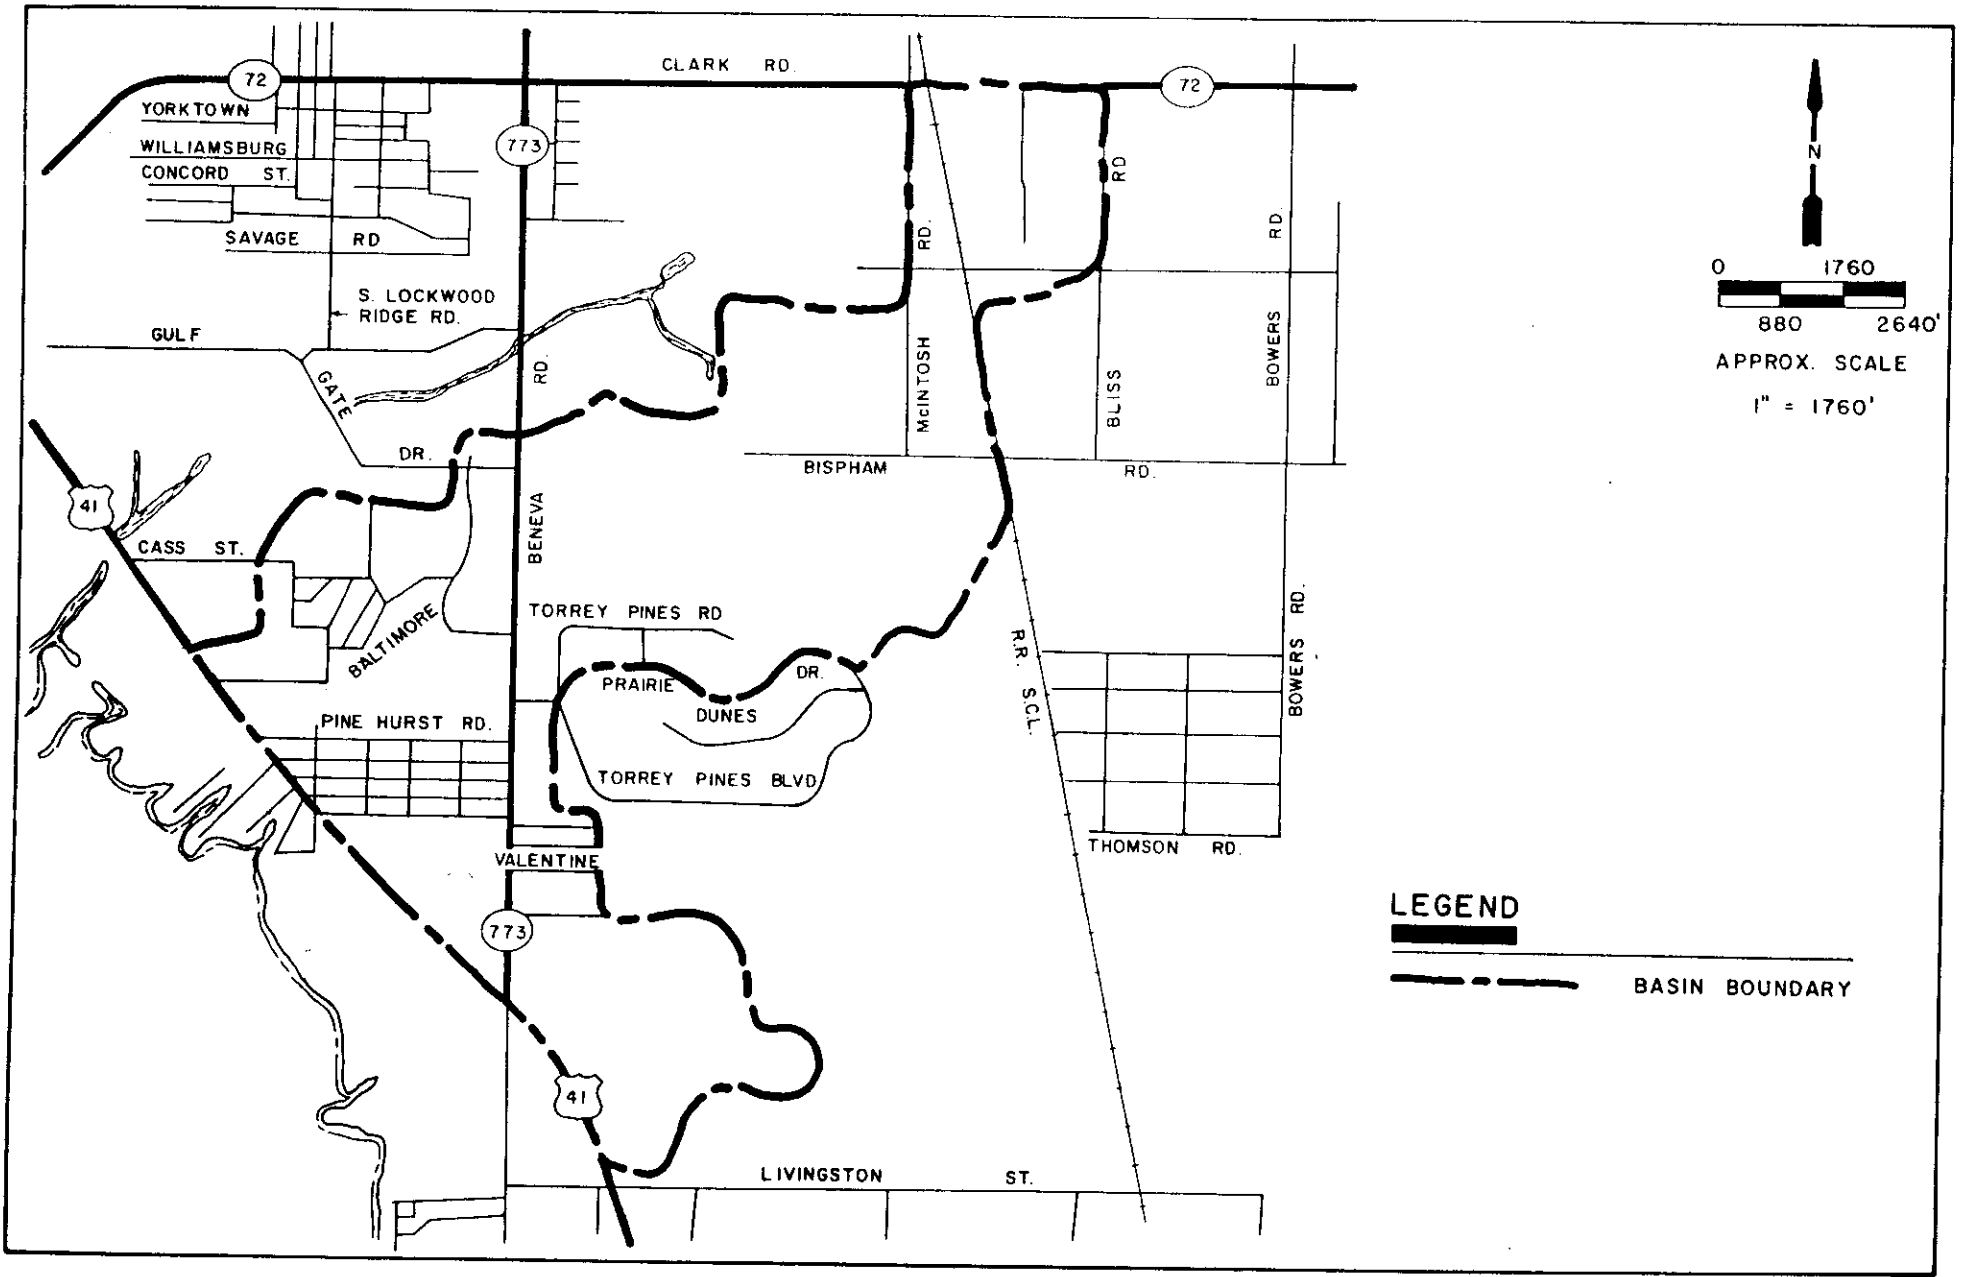 CLARK RD.
72
72
YORKTOWN
WILLIAMSBURG
CONCORD ST.
773
RD
SAVAGE RD
RD.
RD.
N
0 1760
880 2640'
APPROX. SCALE
1" = 1760'
S. LOCKWOOD
RIDGE RD.
GULF
GATE
DR.
RD.
McINTOSH
BLISS
BOWERS
BISPHAM RD.
41
CASS ST.
BENEVA
BALTIMORE
TORREY PINES RD
PRAIRIE
DUNES
DR.
R.R. S.C.L.
BOWERS RD.
PINE HURST RD.
TORREY PINES BLVD
VALENTINE
THOMSON RD.
773
LEGEND
BASIN BOUNDARY
41
LIVINGSTON ST.